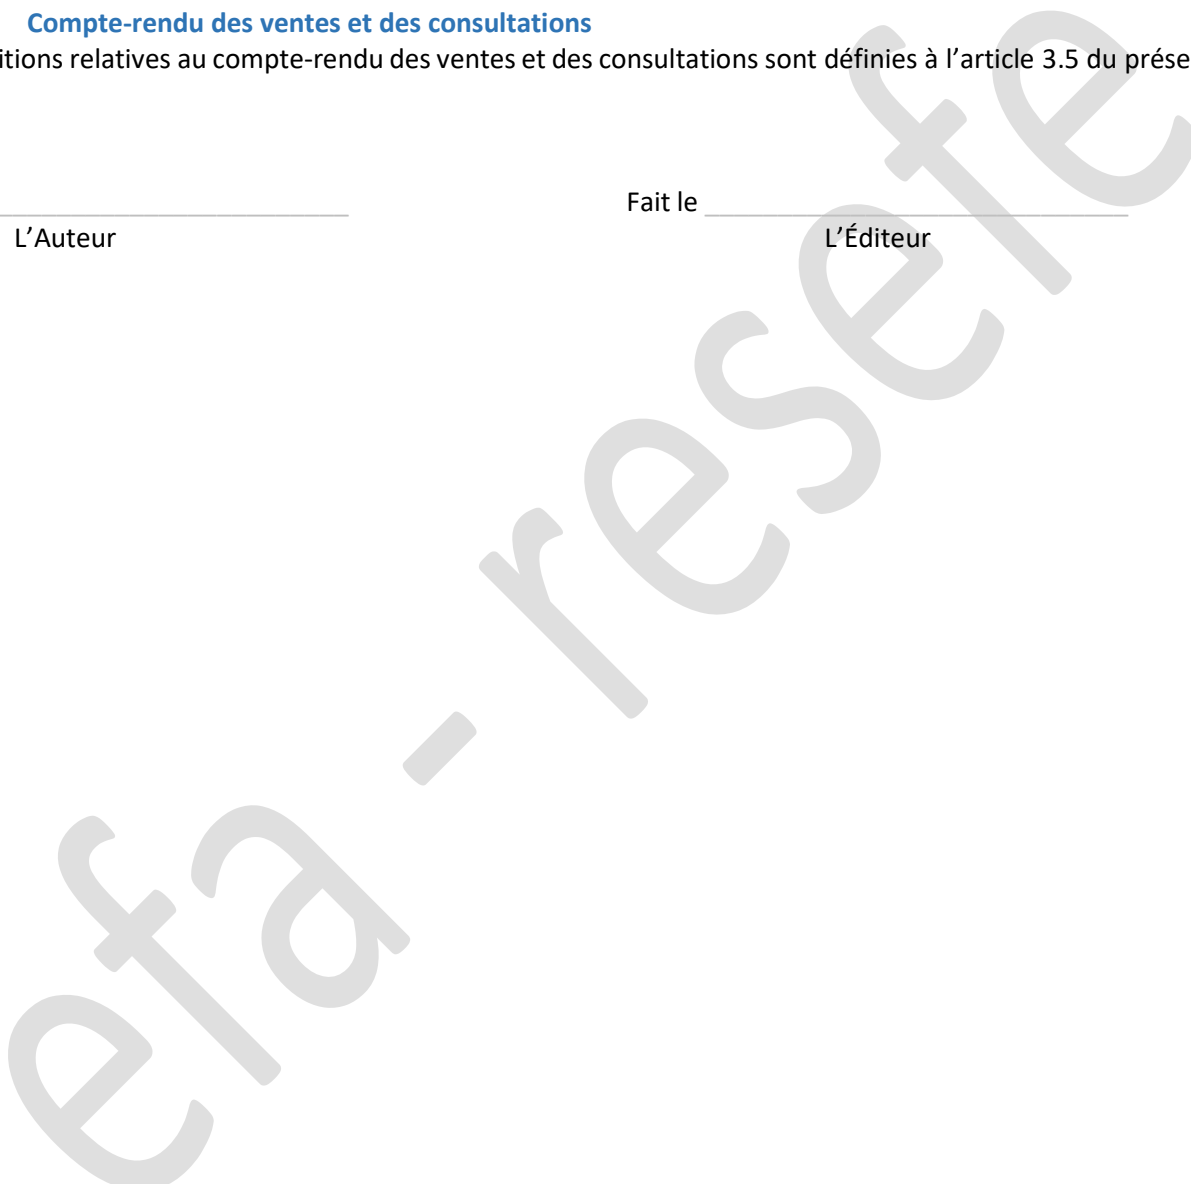 Compte-rendu des ventes et des consultations
itions relatives au compte-rendu des ventes et des consultations sont définies à l’article 3.5 du prése
Fait le
L’Auteur L’Éditeur
efa - resefe